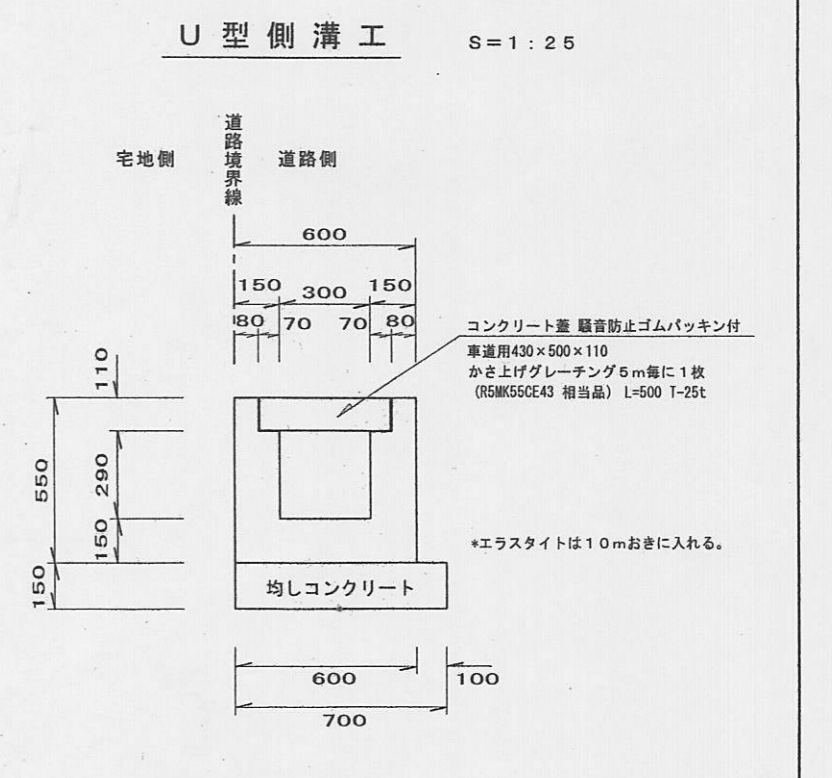 U型側溝工 S=1:25
道路境界線
宅地側 道路側
600
150 300 150
80 70 70 80
コンクリート蓋 騒音防止ゴムパッキン付
車道用430×500×110
かさ上げグレーチング5m毎に1枚
(R5MK55CE43 相当品) L=500 T-25t
110
550
290
150
150
*エラスタイトは10mおきに入れる。
均しコンクリート
600 100
700